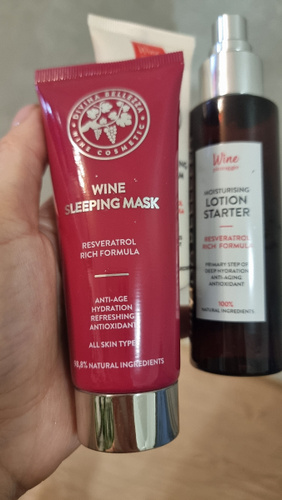 DIVINA BELLEZZA
WINE COSMETIC
WINE
SLEEPING MASK
RESVERATROL
RICH FORMULA
ANTI-AGE
HYDRATION
REFRESHING
ANTIOXIDANT
ALL SKIN TYPE
98,8% NATURAL INGREDIENTS
Wine
MOISTURISING
LOTION
STARTER
RESVERATROL
RICH FORMULA
PRIMARY STEP OF
DEEP HYDRATION
ANTI-AGING
ANTIOXIDANT
100%
NATURAL INGREDIENTS